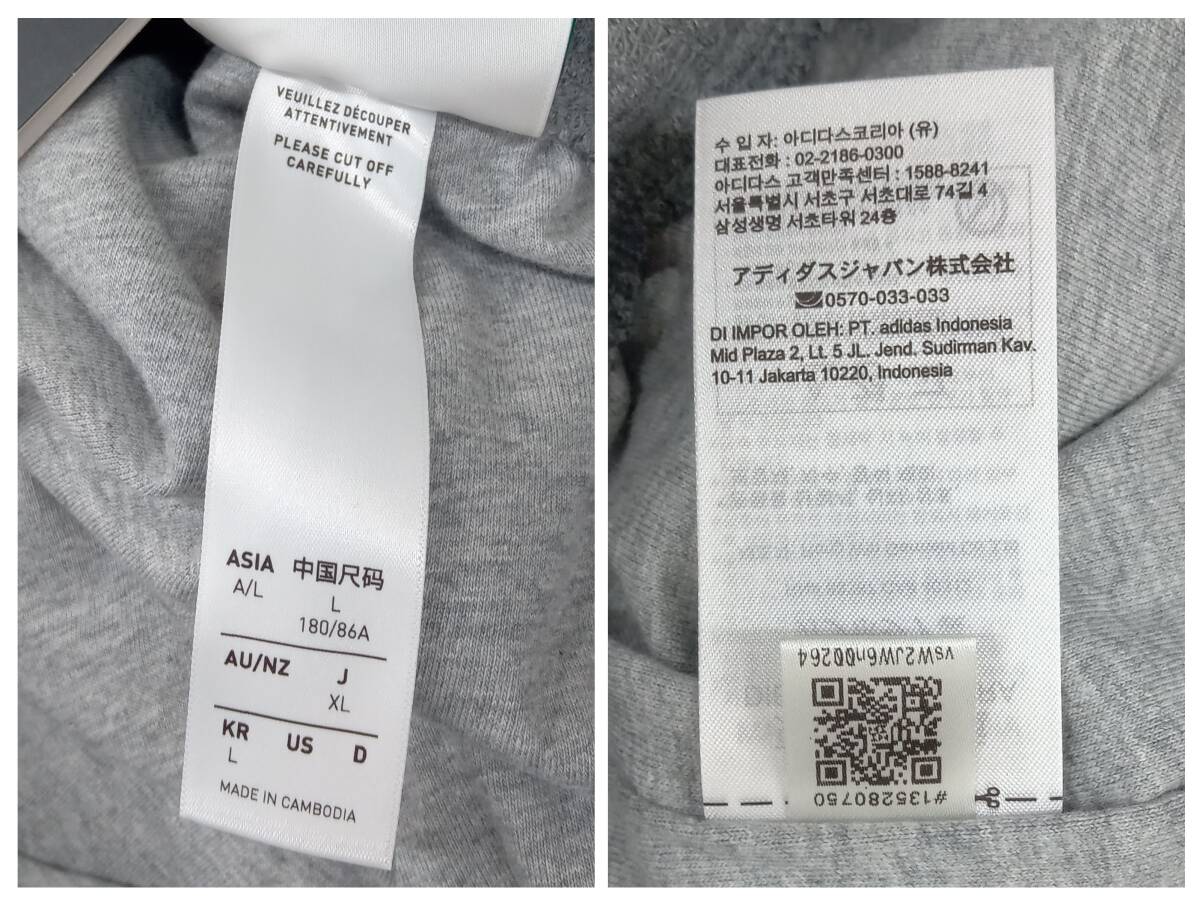 VEUILLEZ DÉCOUPER
ATTENTIVEMENT
PLEASE CUT OFF
CAREFULLY
ASIA 中国尺码
A/L L
180/86A
AU/NZ J
XL
KR US D
L
MADE IN CAMBODIA
수 입 자: 아디다스코리아 (유)
대표전화 : 02-2186-0300
아디다스 고객만족센터 : 1588-8241
서울특별시 서초구 서초대로 74길 4
삼성생명 서초타워 24층
アディダスジャパン株式会社
0570-033-033
DI IMPOR OLEH: PT. adidas Indonesia
Mid Plaza 2, Lt. 5 JL. Jend. Sudirman Kav.
10-11 Jakarta 10220, Indonesia
vsW2JW6n00264
#135280750